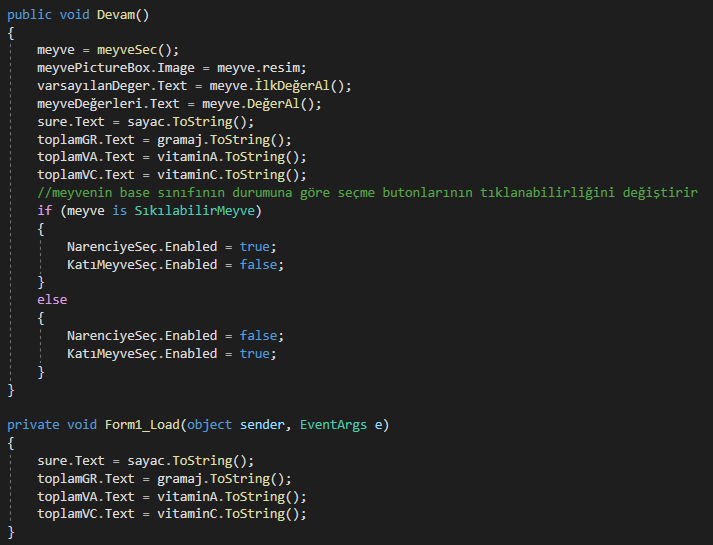 public void Devam()
{
    meyve = meyveSec();
    meyvePictureBox.Image = meyve.resim;
    varsayılanDeger.Text = meyve.İlkDeğerAl();
    meyveDeğerleri.Text = meyve.DeğerAl();
    sure.Text = sayac.ToString();
    toplamGR.Text = gramaj.ToString();
    toplamVA.Text = vitaminA.ToString();
    toplamVC.Text = vitaminC.ToString();
    //meyvenin base sınıfının durumuna göre seçme butonlarının tıklanabilirliğini değiştirir
    if (meyve is SıkılabilirMeyve)
    {
        NarenciyeSeç.Enabled = true;
        KatıMeyveSeç.Enabled = false;
    }
    else
    {
        NarenciyeSeç.Enabled = false;
        KatıMeyveSeç.Enabled = true;
    }
}
private void Form1_Load(object sender, EventArgs e)
{
    sure.Text = sayac.ToString();
    toplamGR.Text = gramaj.ToString();
    toplamVA.Text = vitaminA.ToString();
    toplamVC.Text = vitaminC.ToString();
}